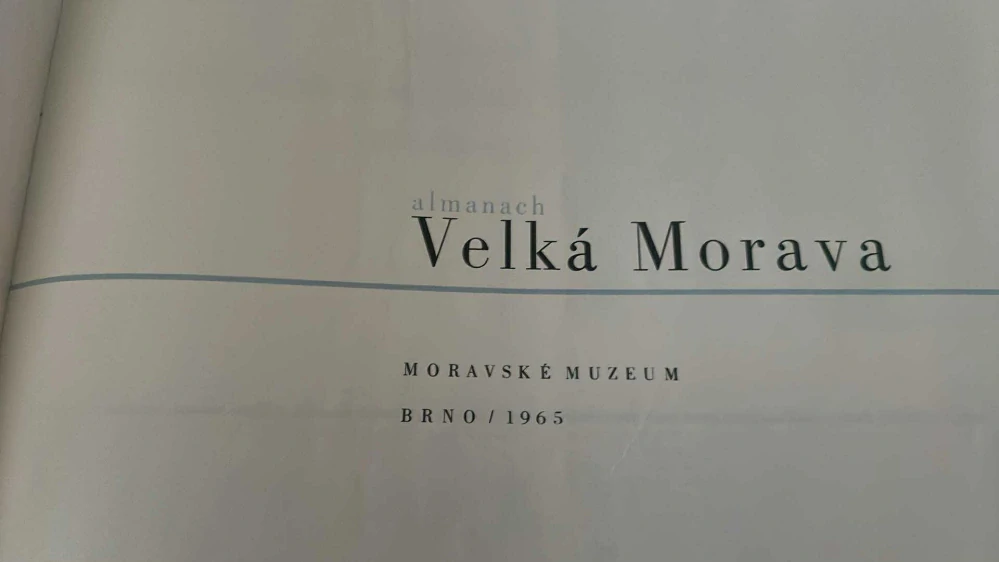 almanach
Velká Morava
MORAVSKÉ MUZEUM
BRNO / 1965